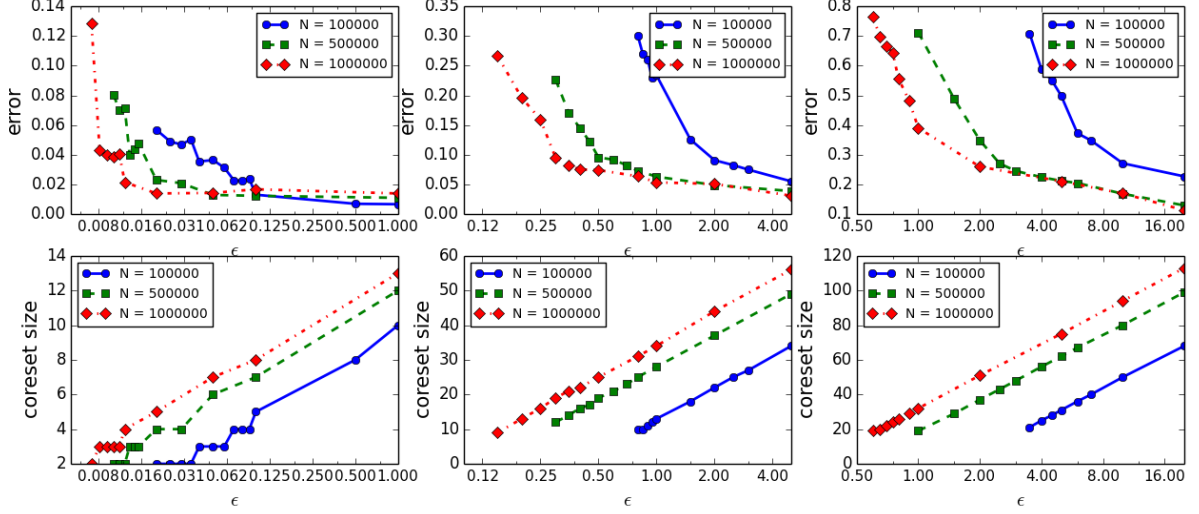 0.14
0.12
0.10
0.08
0.06
0.04
0.02
0.00
error
N = 100000
N = 500000
N = 1000000
0.008 0.016 0.031 0.062 0.125 0.250 0.500 1.000
ϵ
0.35
0.30
0.25
0.20
0.15
0.10
0.05
0.00
error
N = 100000
N = 500000
N = 1000000
0.12 0.25 0.50 1.00 2.00 4.00
ϵ
0.8
0.7
0.6
0.5
0.4
0.3
0.2
0.1
error
N = 100000
N = 500000
N = 1000000
0.50 1.00 2.00 4.00 8.00 16.00
ϵ
14
12
10
8
6
4
2
coreset size
N = 100000
N = 500000
N = 1000000
0.008 0.016 0.031 0.062 0.125 0.250 0.500 1.000
ϵ
60
50
40
30
20
10
0
coreset size
N = 100000
N = 500000
N = 1000000
0.12 0.25 0.50 1.00 2.00 4.00
ϵ
120
100
80
60
40
20
0
coreset size
N = 100000
N = 500000
N = 1000000
0.50 1.00 2.00 4.00 8.00 16.00
ϵ